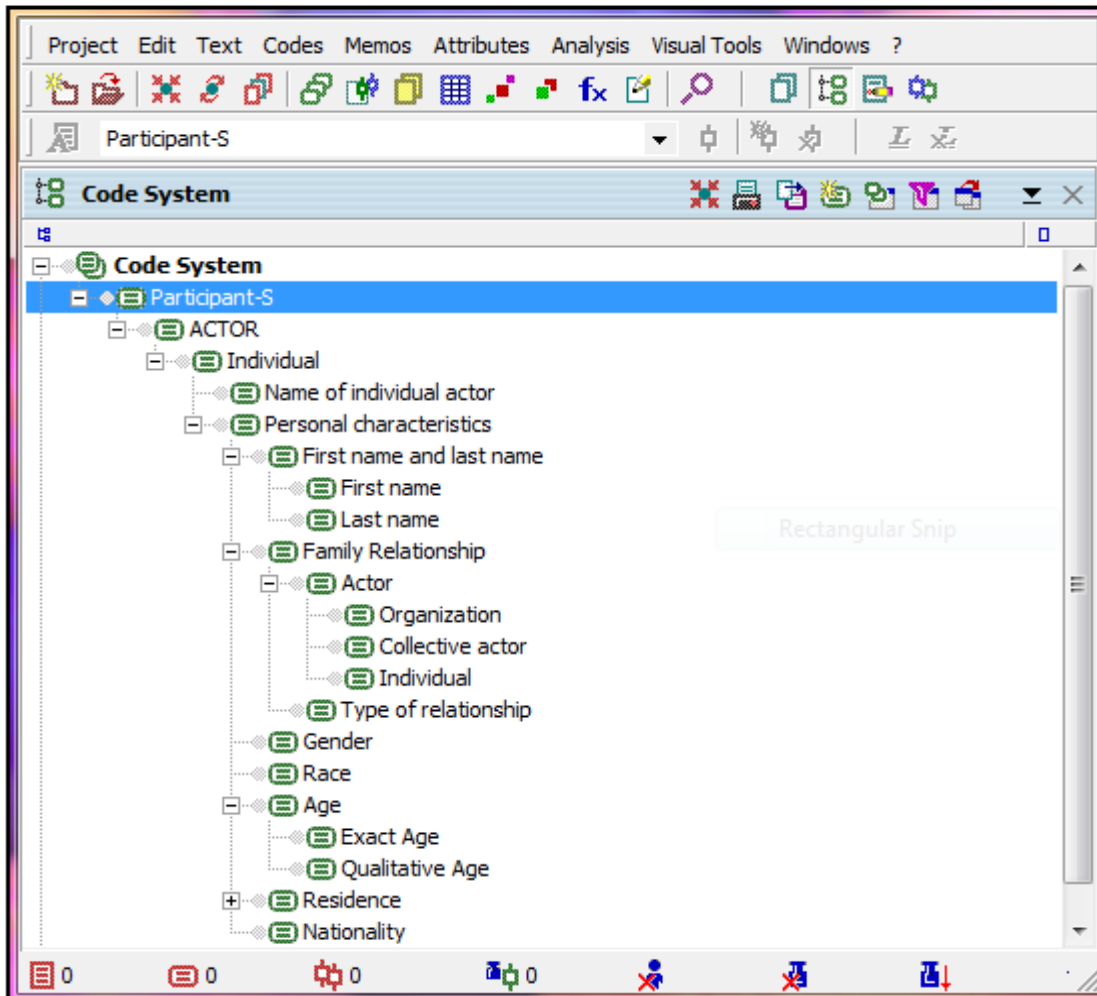 Project Edit Text Codes Memos Attributes Analysis Visual Tools Windows ?
fx
Participant-S
Code System
Code System
Participant-S
ACTOR
Individual
Name of individual actor
Personal characteristics
First name and last name
First name
Last name
Rectangular Snip
Family Relationship
Actor
Organization
Collective actor
Individual
Type of relationship
Gender
Race
Age
Exact Age
Qualitative Age
Residence
Nationality
0 0 0 0